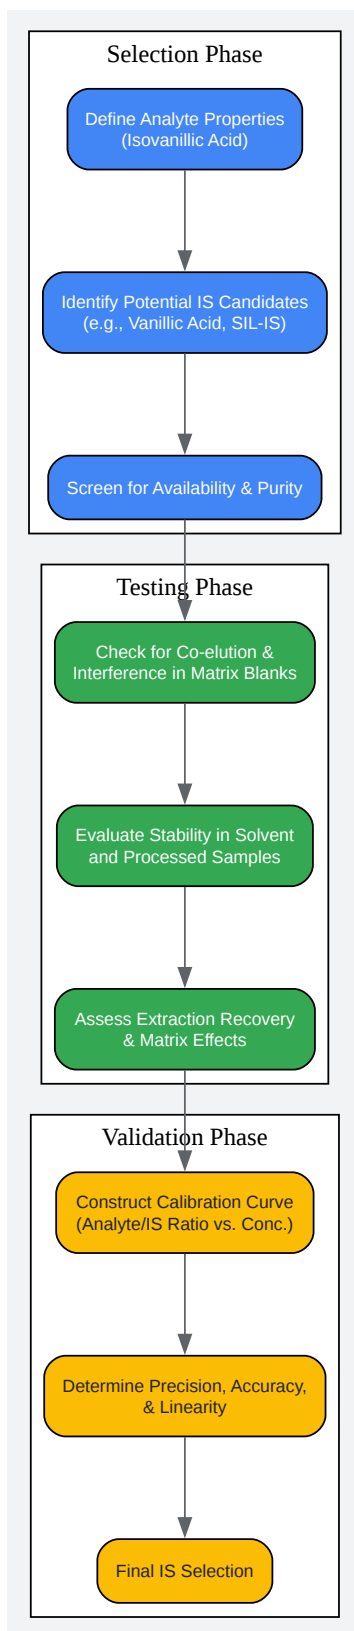 Selection Phase
Define Analyte Properties
(Isovanillic Acid)
Identify Potential IS Candidates
(e.g., Vanillic Acid, SIL-IS)
Screen for Availability & Purity
Testing Phase
Check for Co-elution &
Interference in Matrix Blanks
Evaluate Stability in Solvent
and Processed Samples
Assess Extraction Recovery
& Matrix Effects
Validation Phase
Construct Calibration Curve
(Analyte/IS Ratio vs. Conc.)
Determine Precision, Accuracy,
& Linearity
Final IS Selection